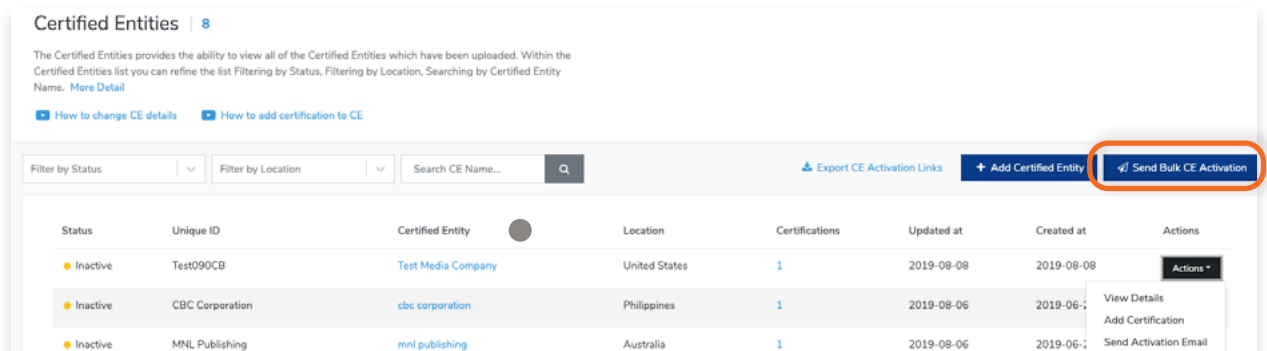 Certified Entities | 8
The Certified Entities provides the ability to view all of the Certified Entities which have been uploaded. Within the
Certified Entities list you can refine the list Filtering by Status, Filtering by Location, Searching by Certified Entity
Name. More Detail
How to change CE details How to add certification to CE
Filter by Status Filter by Location Search CE Name... Export CE Activation Links + Add Certified Entity Send Bulk CE Activation
Status Unique ID Certified Entity Location Certifications Updated at Created at Actions
Inactive Test090CB Test Media Company United States 1 2019-08-08 2019-08-08 Actions
Inactive CBC Corporation cbc corporation Philippines 1 2019-08-06 2019-06-
View Details
Add Certification
Inactive MNL Publishing mnl publishing Australia 1 2019-08-06 2019-06- Send Activation Email